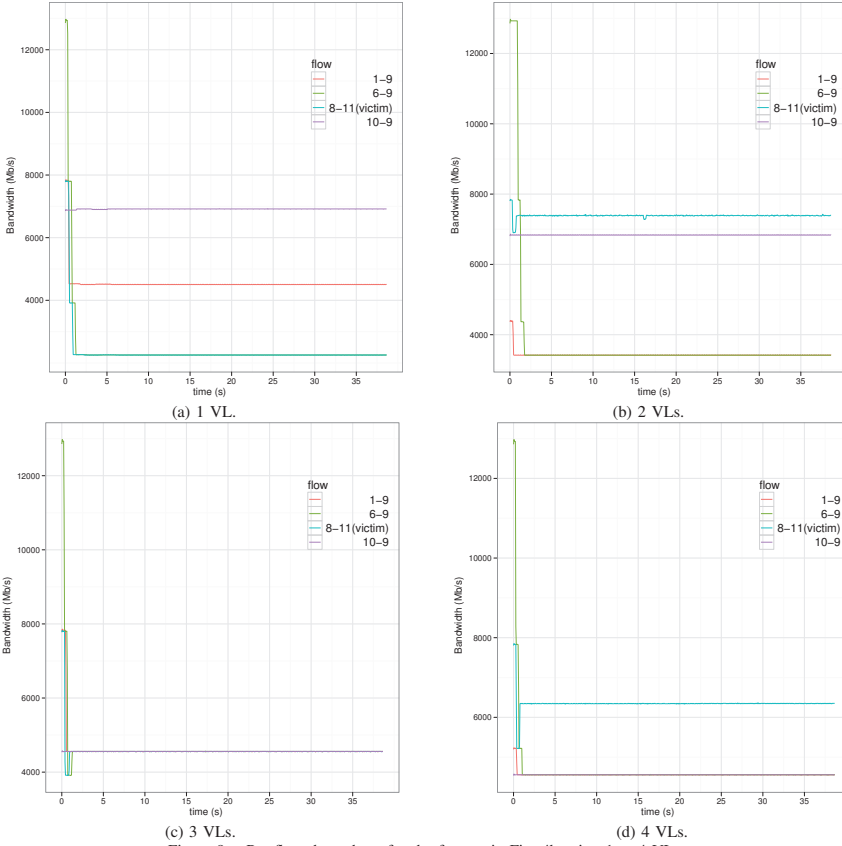 12000
10000
8000
6000
4000
Bandwidth (Mb/s)
0 5 10 15 20 25 30 35
time (s)
flow
1−9
6−9
8−11(victim)
10−9
(a) 1 VL.
12000
10000
8000
6000
4000
Bandwidth (Mb/s)
0 5 10 15 20 25 30 35
time (s)
flow
1−9
6−9
8−11(victim)
10−9
(b) 2 VLs.
12000
10000
8000
6000
4000
Bandwidth (Mb/s)
0 5 10 15 20 25 30 35
time (s)
flow
1−9
6−9
8−11(victim)
10−9
(c) 3 VLs.
12000
10000
8000
6000
Bandwidth (Mb/s)
0 5 10 15 20 25 30 35
time (s)
flow
1−9
6−9
8−11(victim)
10−9
(d) 4 VLs.